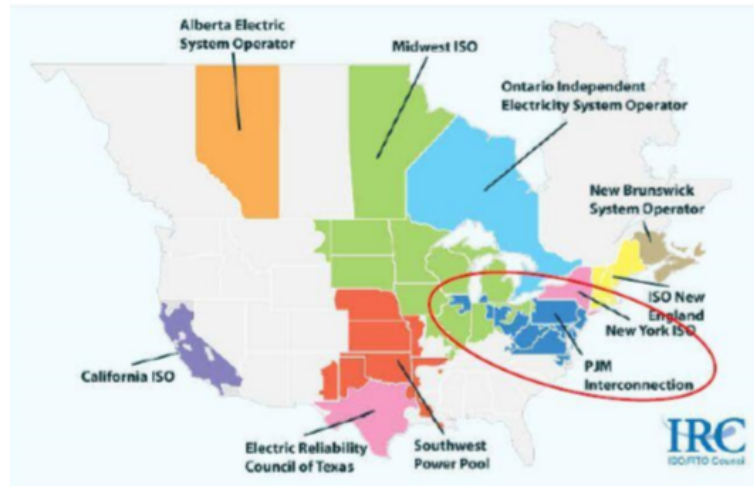 Alberta Electric
System Operator
Midwest ISO
Ontario Independent
Electricity System Operator
New Brunswick
System Operator
ISO New
England
New York ISO
PJM
Interconnection
California ISO
Electric Reliability
Council of Texas
Southwest
Power Pool
IRC
ISO/RTO Council